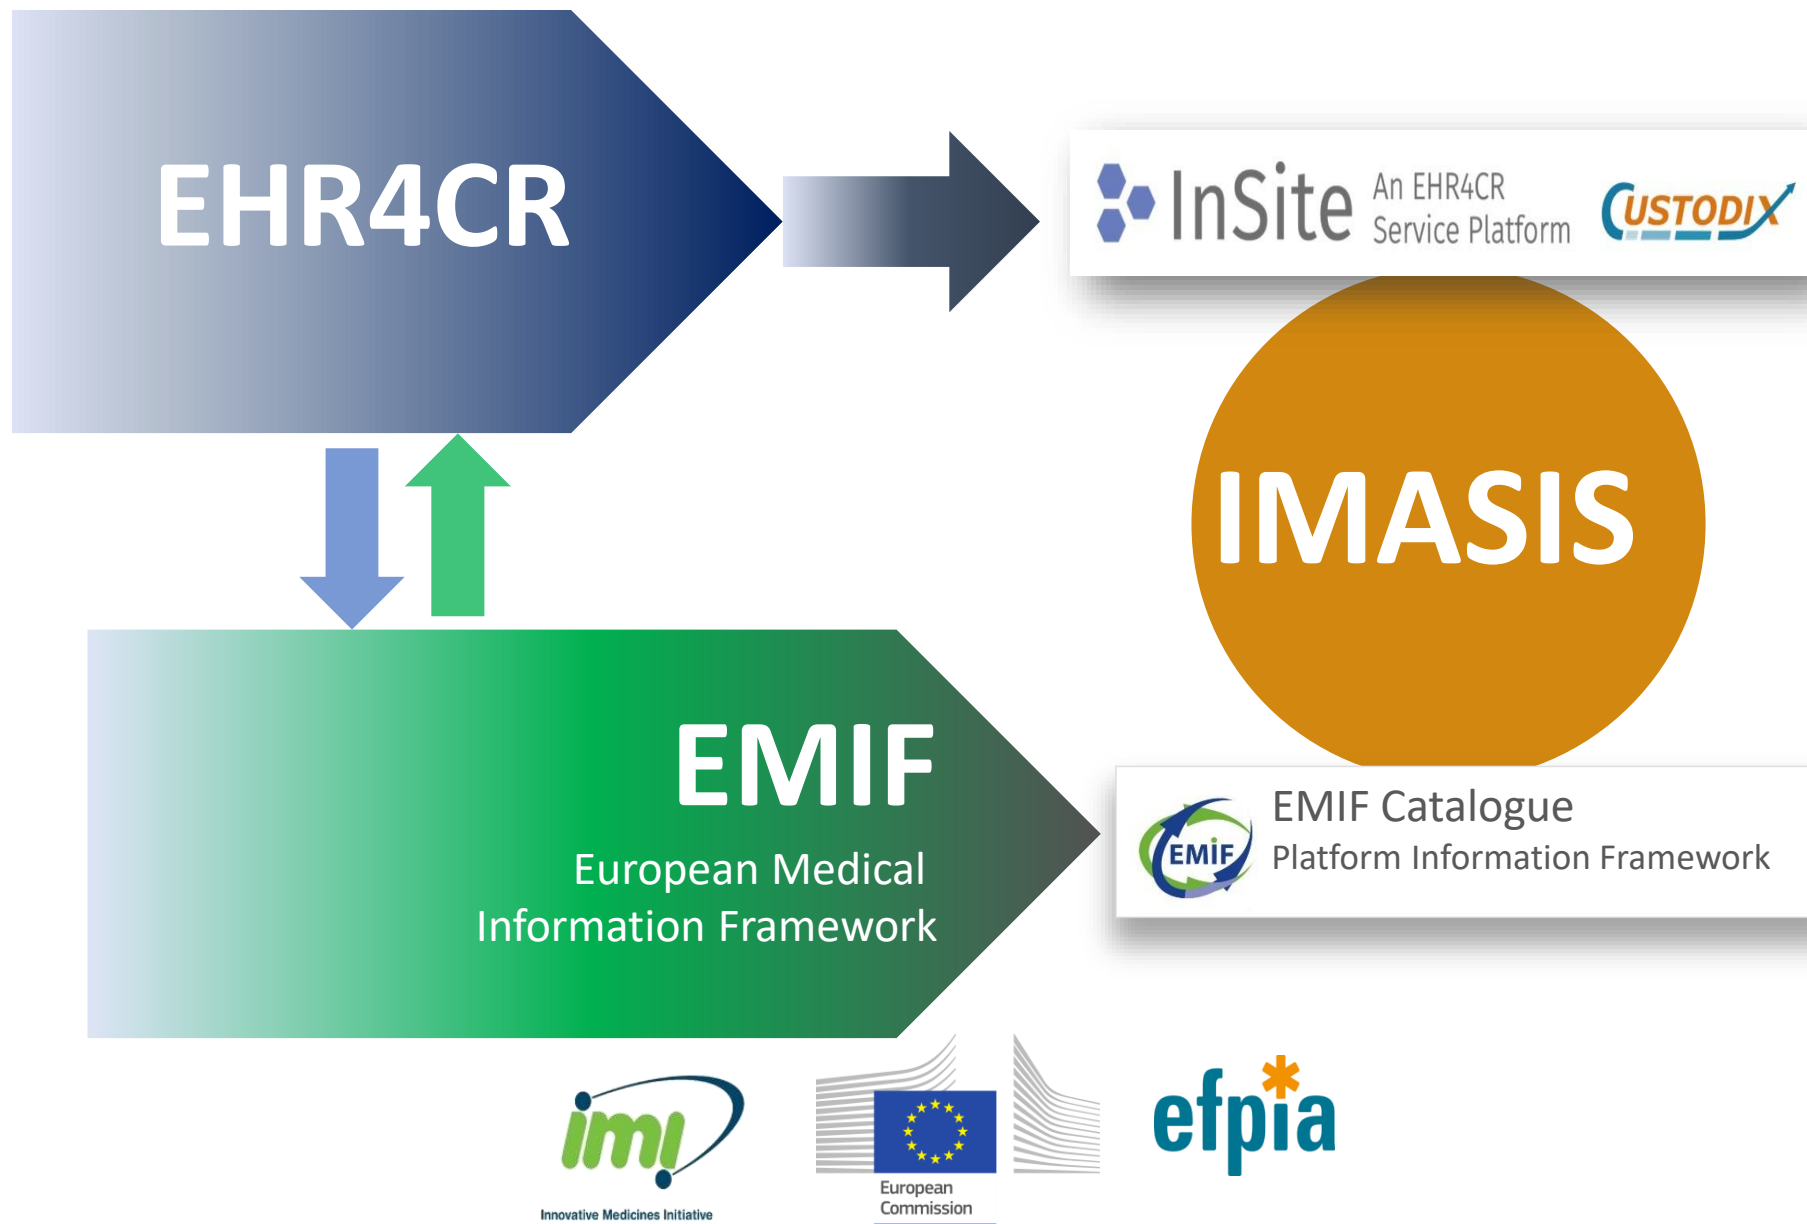 EHR4CR
InSite
An EHR4CR
Service Platform
CUSTODIX
IMASIS
EMIF
European Medical
Information Framework
EMIF
EMIF Catalogue
Platform Information Framework
imi
Innovative Medicines Initiative
European
Commission
efpia